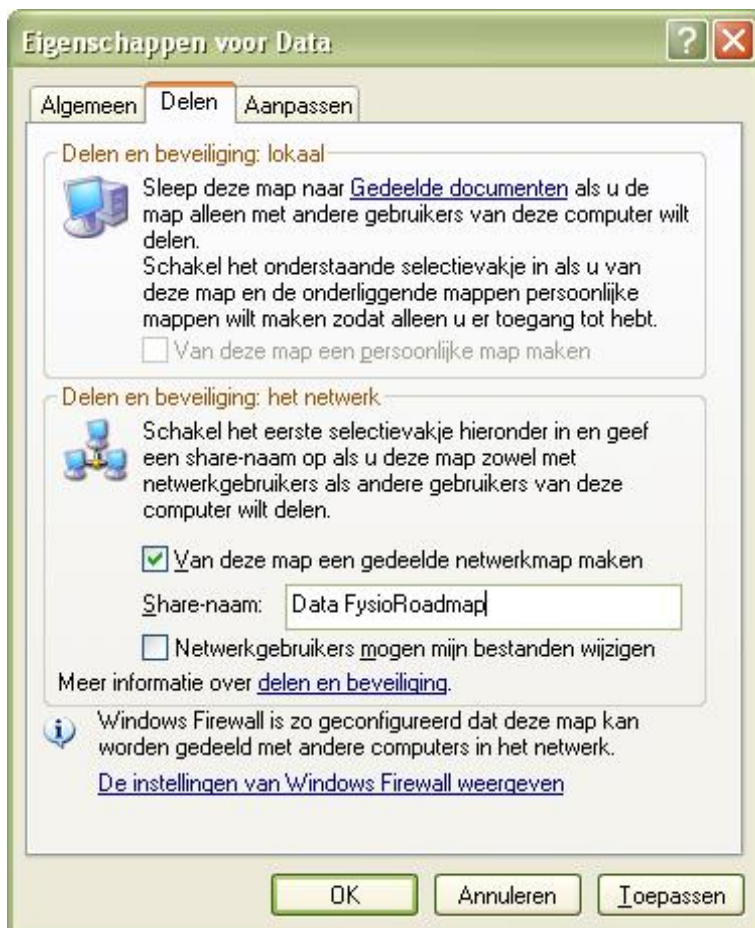 Eigenschappen voor Data
Algemeen
Delen
Aanpassen
Delen en beveiliging: lokaal
Sleep deze map naar Gedeelde documenten als u de
map alleen met andere gebruikers van deze computer wilt
delen.
Schakel het onderstaande selectievakje in als u van
deze map en de onderliggende mappen persoonlijke
mappen wilt maken zodat alleen u er toegang tot hebt.
Van deze map een persoonlijke map maken
Delen en beveiliging: het netwerk
Schakel het eerste selectievakje hieronder in en geef
een share-naam op als u deze map zowel met
netwerkgebruikers als andere gebruikers van deze
computer wilt delen.
Van deze map een gedeelde netwerkmap maken
Share-naam: Data FysioRoadmap
Netwerkgebruikers mogen mijn bestanden wijzigen
Meer informatie over delen en beveiliging.
Windows Firewall is zo geconfigureerd dat deze map kan
worden gedeeld met andere computers in het netwerk.
De instellingen van Windows Firewall weergeven
OK
Annuleren
Toepassen